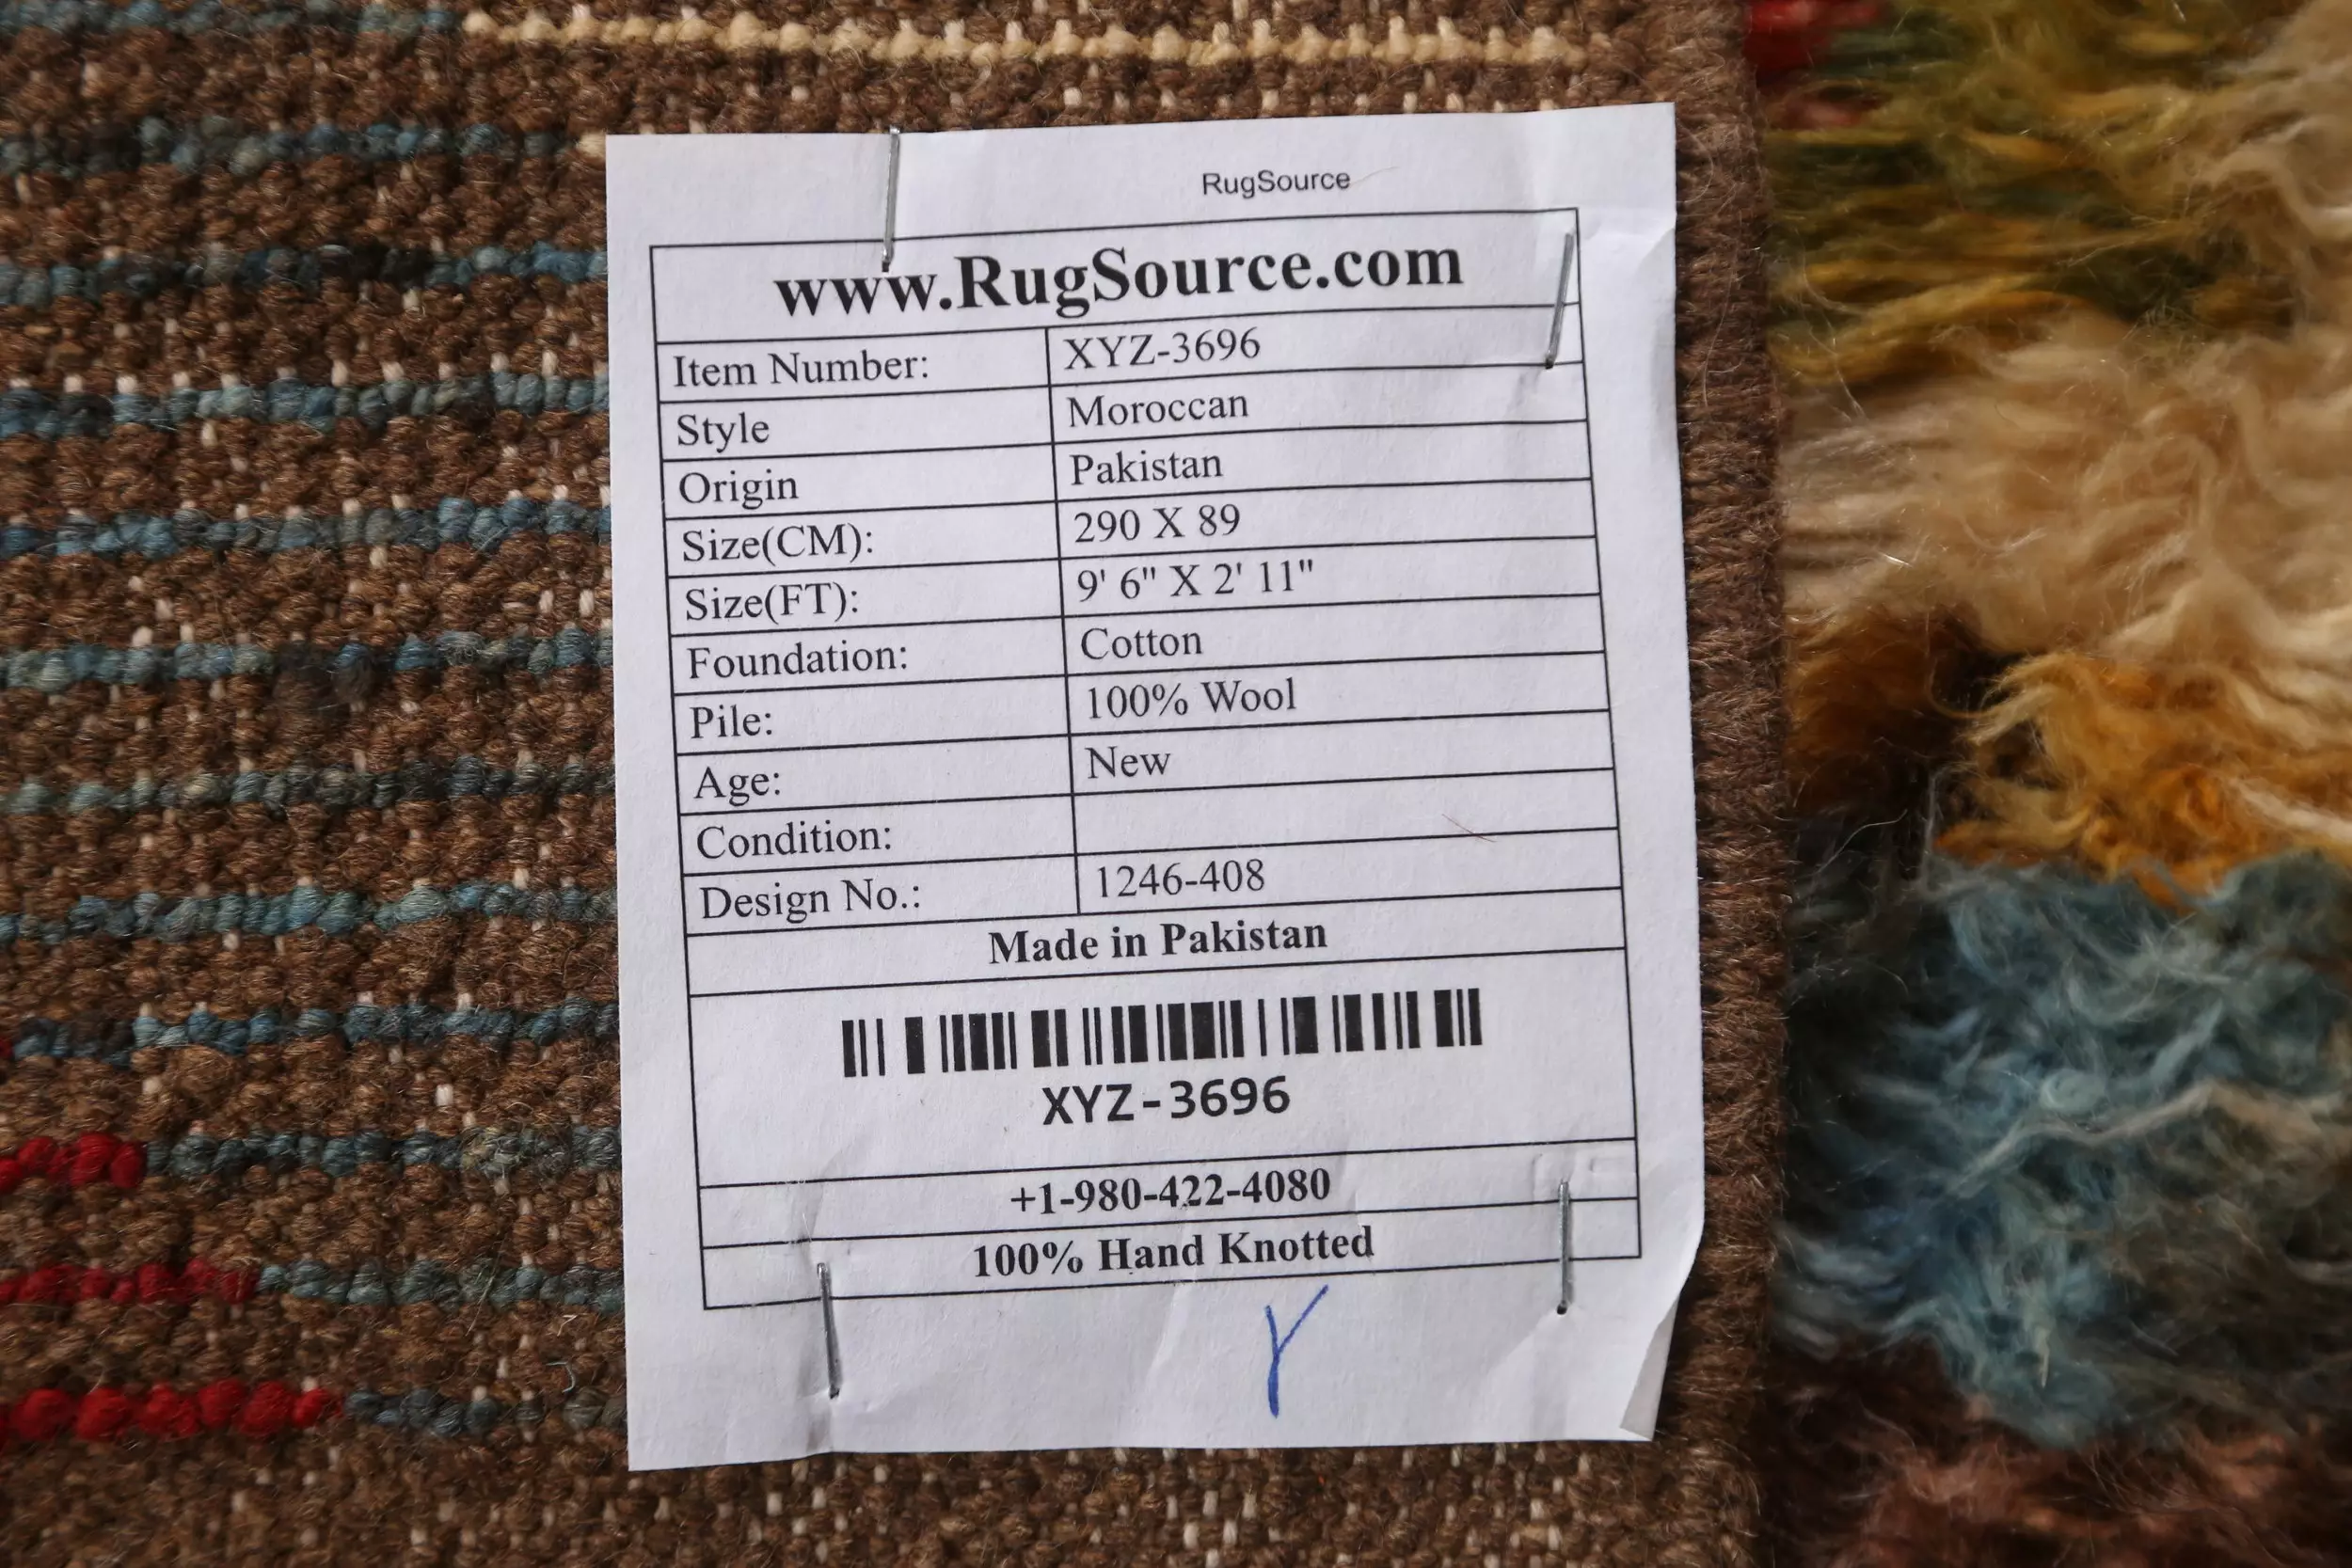 RugSource
www.RugSource.com
Item Number: XYZ-3696
Style Moroccan
Origin Pakistan
Size(CM): 290 X 89
Size(FT): 9' 6" X 2' 11"
Foundation: Cotton
Pile: 100% Wool
Age: New
Condition:
Design No.: 1246-408
Made in Pakistan
XYZ-3696
+1-980-422-4080
100% Hand Knotted
Y